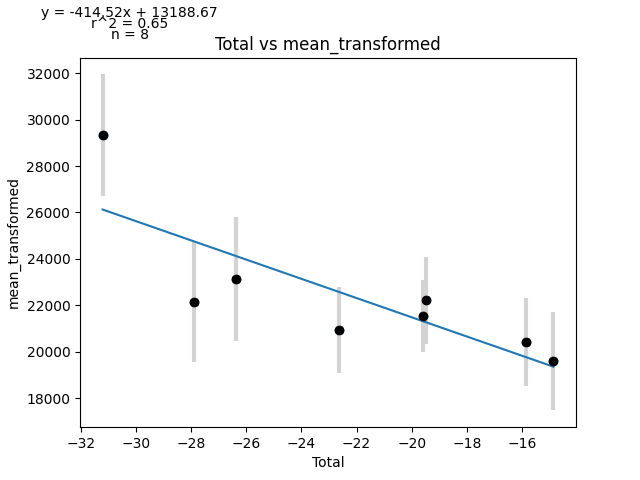 y = -414.52x + 13188.67
r^2 = 0.65
n = 8
Total vs mean_transformed
32000
30000
28000
26000
24000
22000
20000
18000
mean_transformed
−32 −30 −28 −26 −24 −22 −20 −18 −16
Total